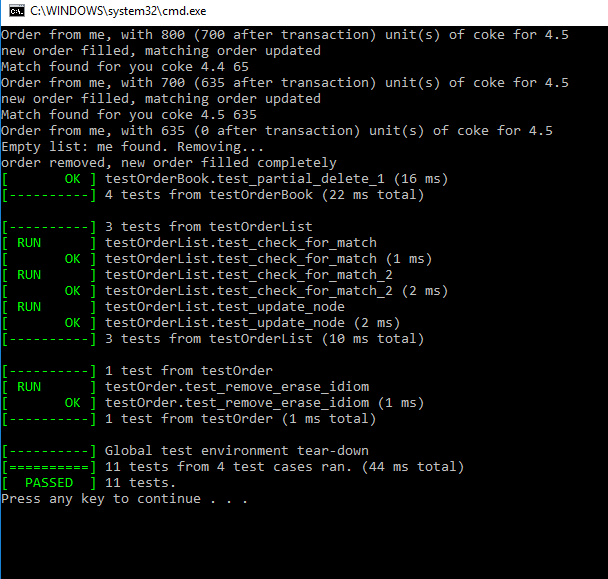 C:\WINDOWS\system32\cmd.exe
Order from me, with 800 (700 after transaction) unit(s) of coke for 4.5
new order filled, matching order updated
Match found for you coke 4.4 65
Order from me, with 700 (635 after transaction) unit(s) of coke for 4.5
new order filled, matching order updated
Match found for you coke 4.5 635
Order from me, with 635 (0 after transaction) unit(s) of coke for 4.5
Empty list: me found. Removing...
order removed, new order filled completely
[       OK ] testOrderBook.test_partial_delete_1 (16 ms)
[----------] 4 tests from testOrderBook (22 ms total)

[----------] 3 tests from testOrderList
[ RUN      ] testOrderList.test_check_for_match
[       OK ] testOrderList.test_check_for_match (1 ms)
[ RUN      ] testOrderList.test_check_for_match_2
[       OK ] testOrderList.test_check_for_match_2 (2 ms)
[ RUN      ] testOrderList.test_update_node
[       OK ] testOrderList.test_update_node (2 ms)
[----------] 3 tests from testOrderList (10 ms total)

[----------] 1 test from testOrder
[ RUN      ] testOrder.test_remove_erase_idiom
[       OK ] testOrder.test_remove_erase_idiom (1 ms)
[----------] 1 test from testOrder (1 ms total)

[----------] Global test environment tear-down
[==========] 11 tests from 4 test cases ran. (44 ms total)
[  PASSED  ] 11 tests.
Press any key to continue . . .